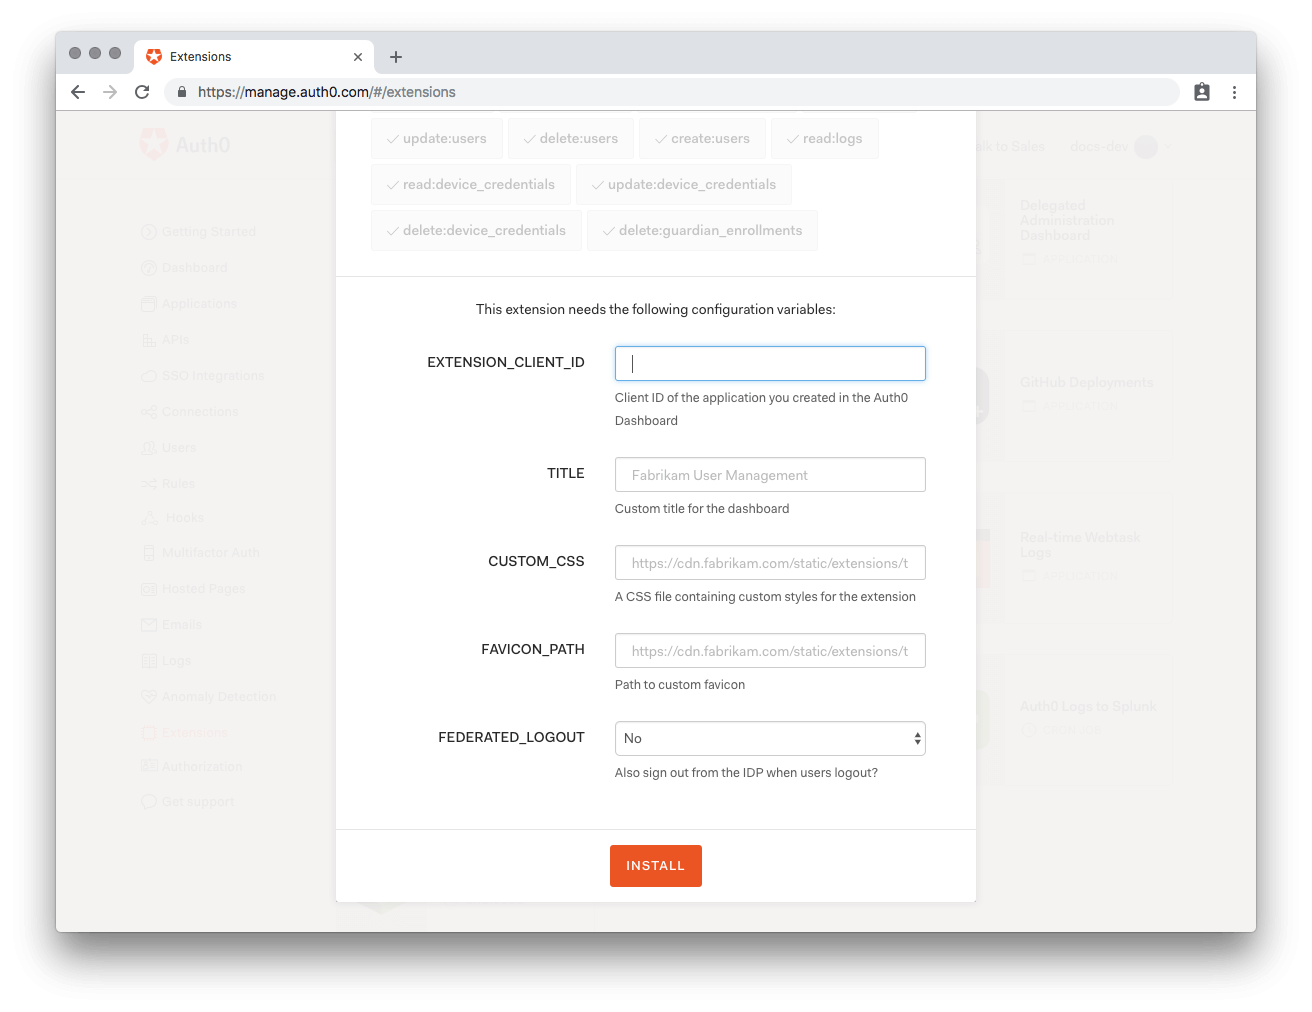 Extensions
https://manage.auth0.com/#/extensions
Auth0
update:users delete:users create:users read:logs
read:device_credentials update:device_credentials
delete:device_credentials delete:guardian_enrollments
Talk to Sales docs-dev
Getting Started
Dashboard
Applications
APIs
SSO Integrations
Connections
Users
Rules
Hooks
Multifactor Auth
Hosted Pages
Emails
Logs
Anomaly Detection
Extensions
Authorization
Get support
This extension needs the following configuration variables:
EXTENSION_CLIENT_ID
Client ID of the application you created in the Auth0
Dashboard
TITLE Fabrikam User Management
Custom title for the dashboard
CUSTOM_CSS https://cdn.fabrikam.com/static/extensions/t
A CSS file containing custom styles for the extension
FAVICON_PATH https://cdn.fabrikam.com/static/extensions/t
Path to custom favicon
FEDERATED_LOGOUT No
Also sign out from the IDP when users logout?
INSTALL
Delegated
Administration
Dashboard
GitHub Deployments
Real-time Webtask
Logs
Auth0 Logs to Splunk